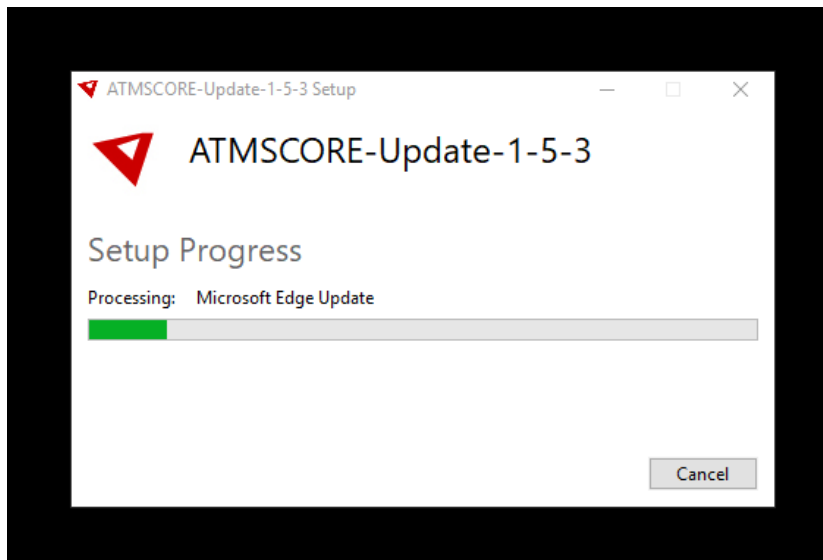 ATMSCORE-Update-1-5-3 Setup
ATMSCORE-Update-1-5-3
Setup Progress
Processing: Microsoft Edge Update
Cancel